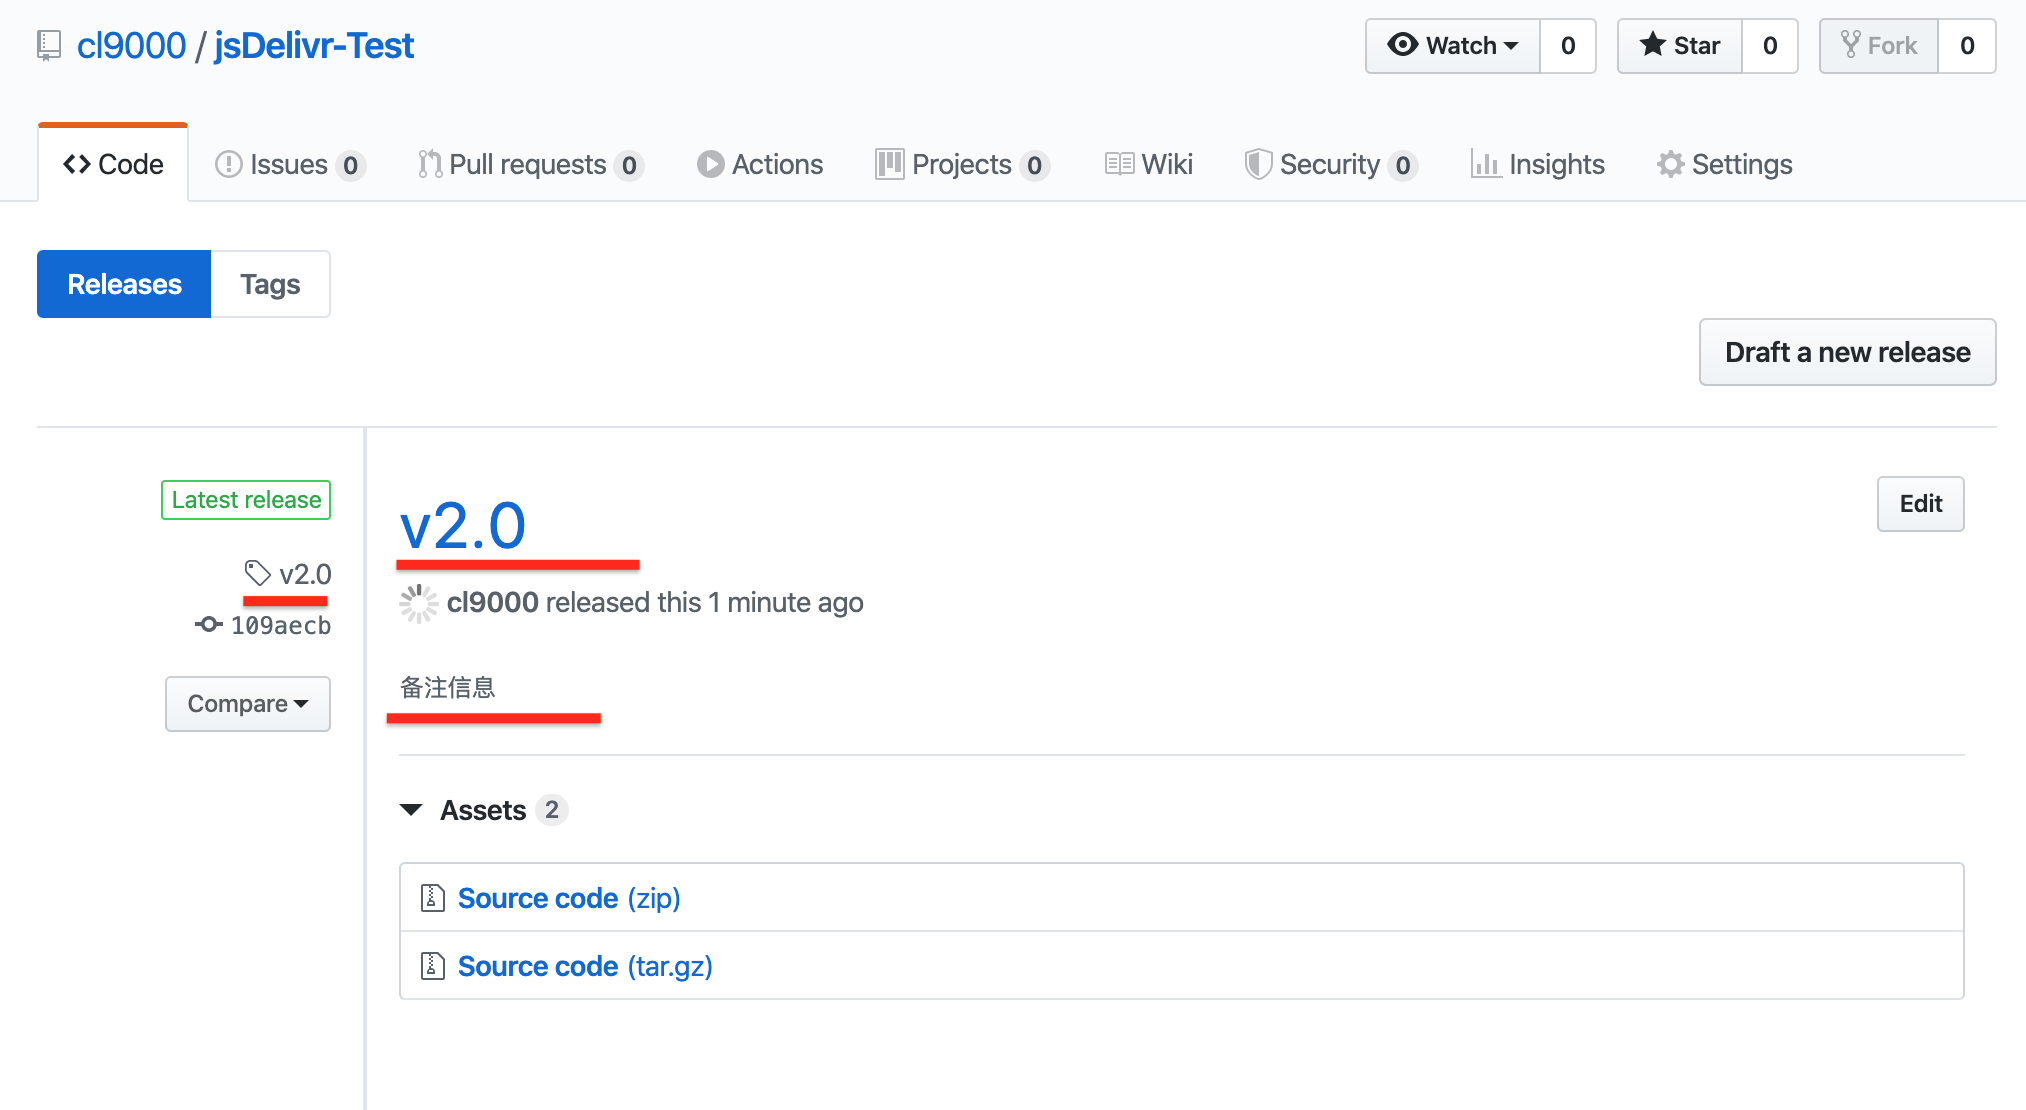 cl9000 / jsDelivr-Test
Watch 0 Star 0 Fork 0
Code Issues 0 Pull requests 0 Actions Projects 0 Wiki Security 0 Insights Settings
Releases Tags
Draft a new release
Latest release
v2.0
109aecb
Compare
v2.0
Edit
cl9000 released this 1 minute ago
备注信息
Assets 2
Source code (zip)
Source code (tar.gz)